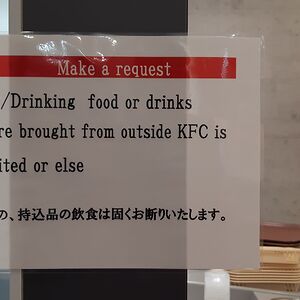 Make a request
/Drinking food or drinks
re brought from outside KFC is
ited or else
の、持込品の飲食は固くお断りいたします。